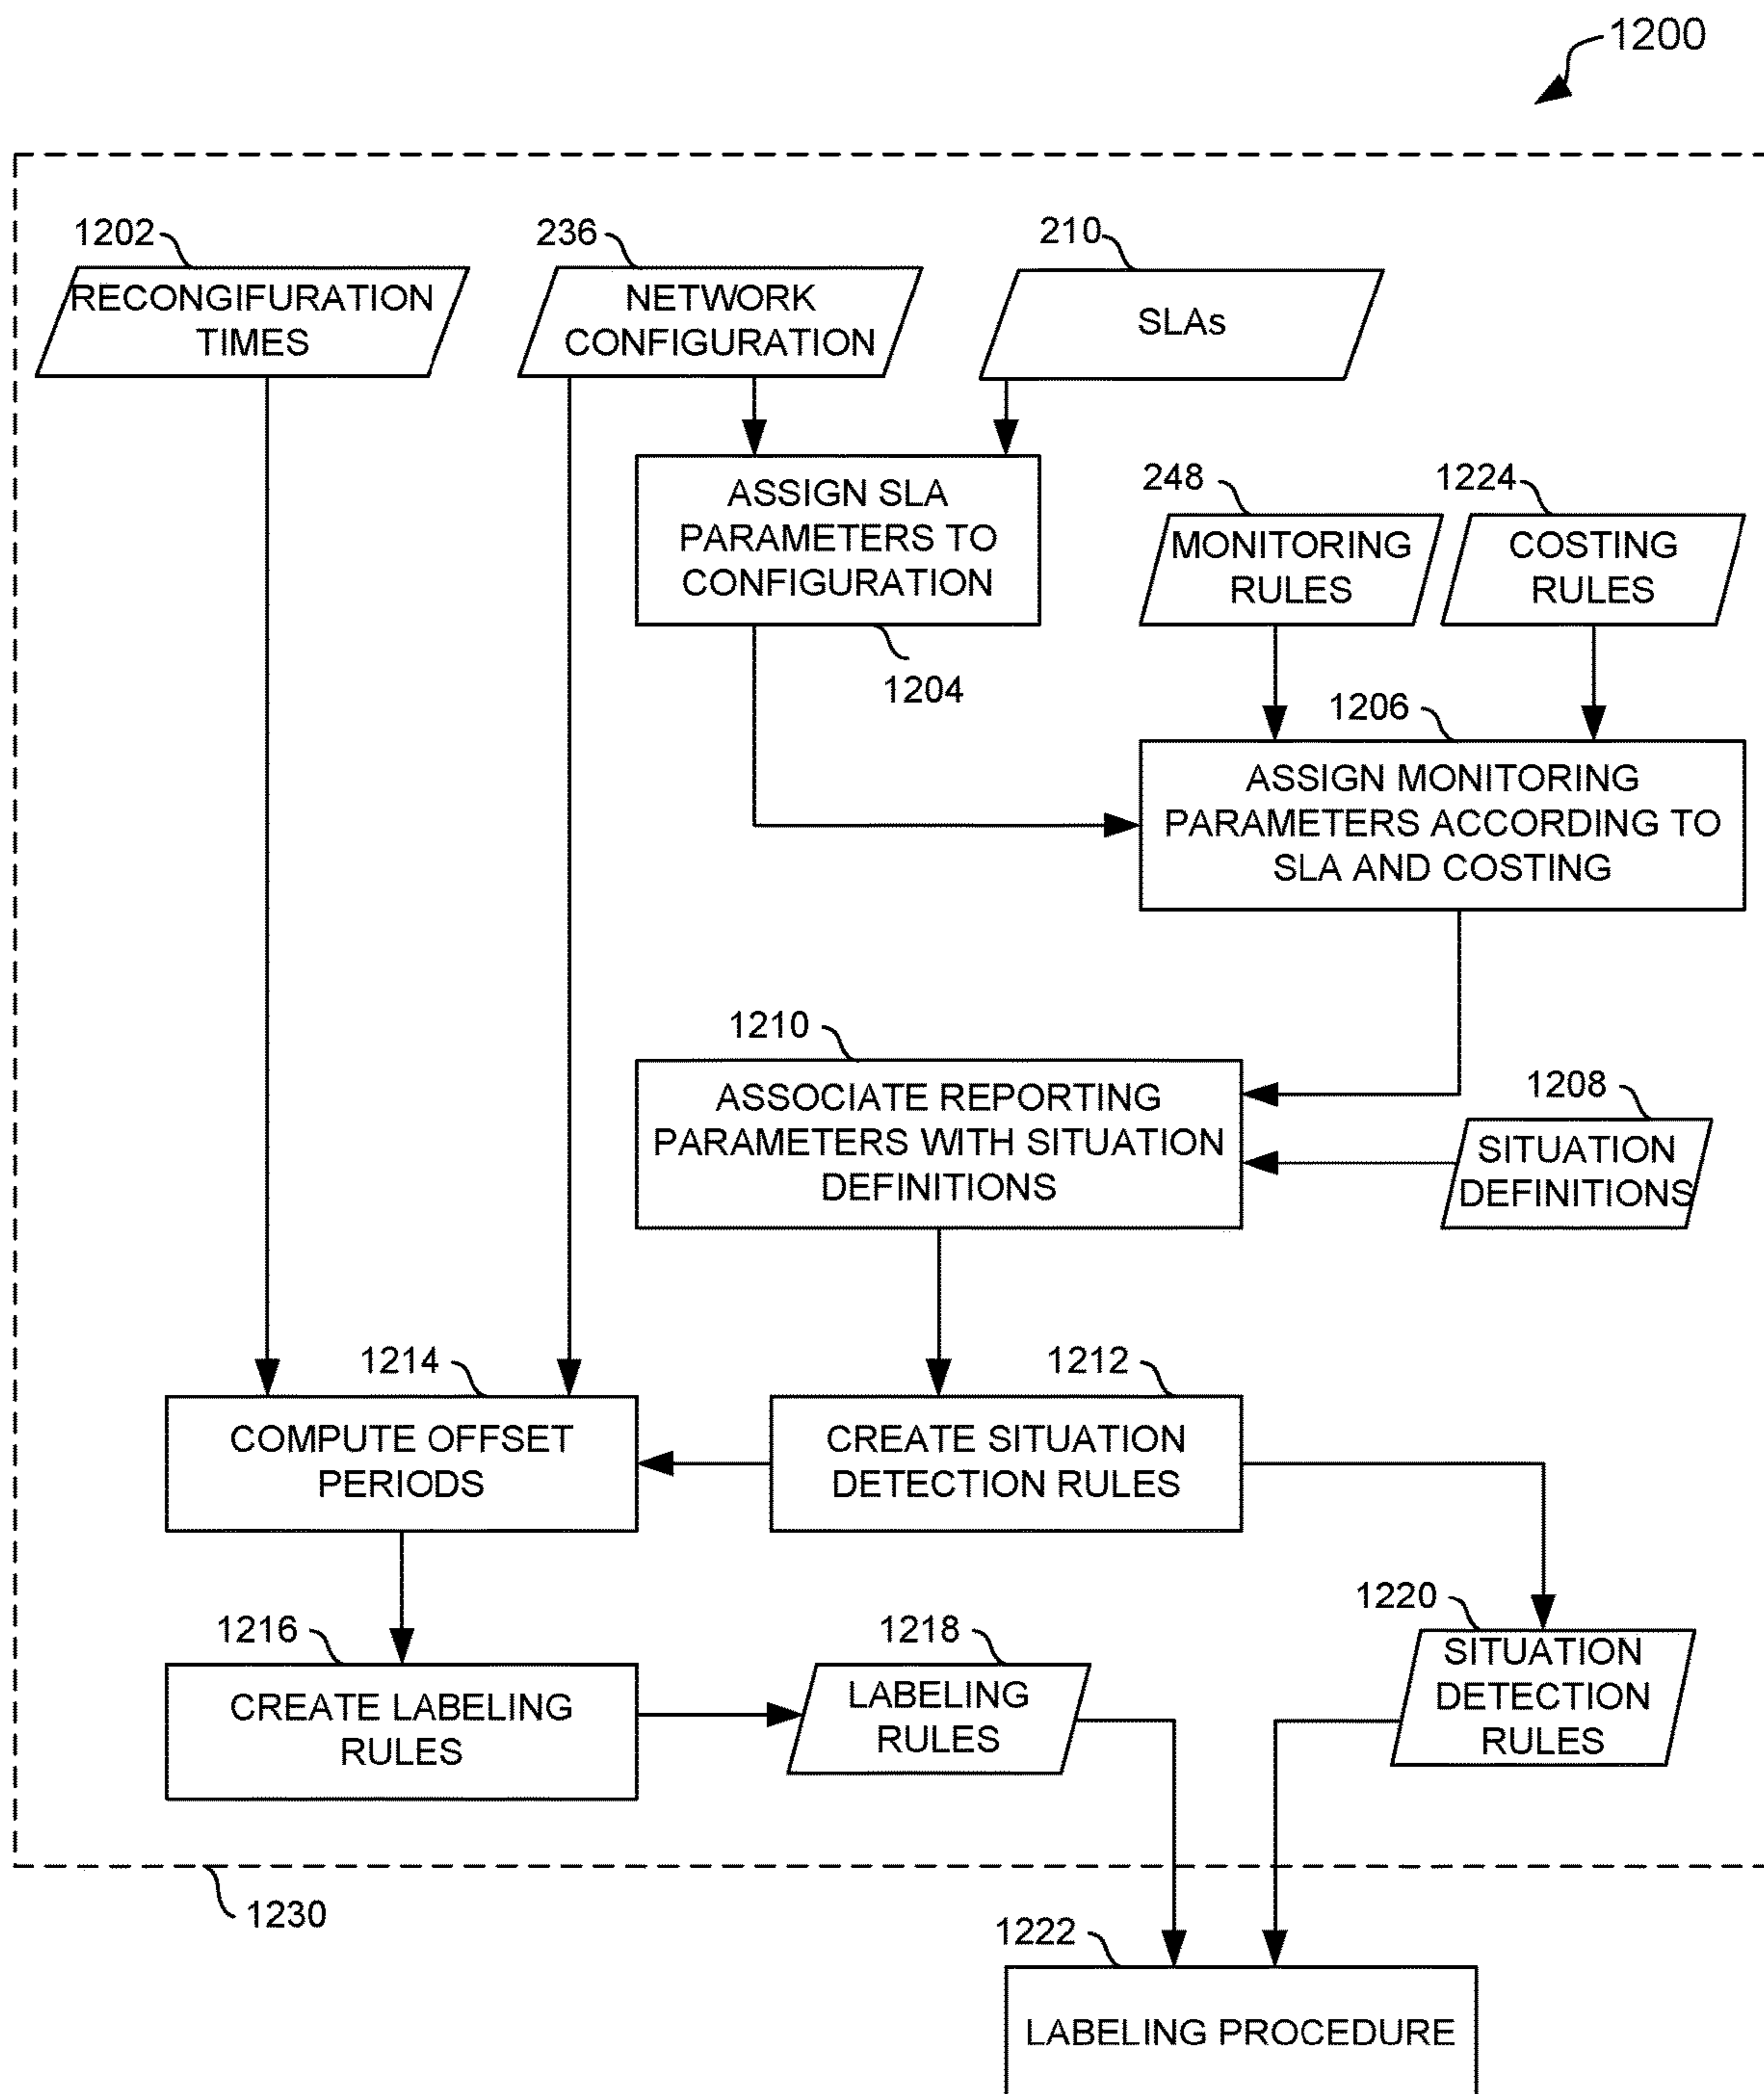 1200
1202
236
210
RECONGIFURATION
TIMES
NETWORK
CONFIGURATION
SLAs
ASSIGN SLA
PARAMETERS TO
CONFIGURATION
248
1224
MONITORING
RULES
COSTING
RULES
1204
1206
ASSIGN MONITORING
PARAMETERS ACCORDING TO
SLA AND COSTING
1210
ASSOCIATE REPORTING
PARAMETERS WITH SITUATION
DEFINITIONS
1208
SITUATION
DEFINITIONS
1214
1212
COMPUTE OFFSET
PERIODS
CREATE SITUATION
DETECTION RULES
1216
1218
1220
CREATE LABELING
RULES
LABELING
RULES
SITUATION
DETECTION
RULES
1230
1222
LABELING PROCEDURE